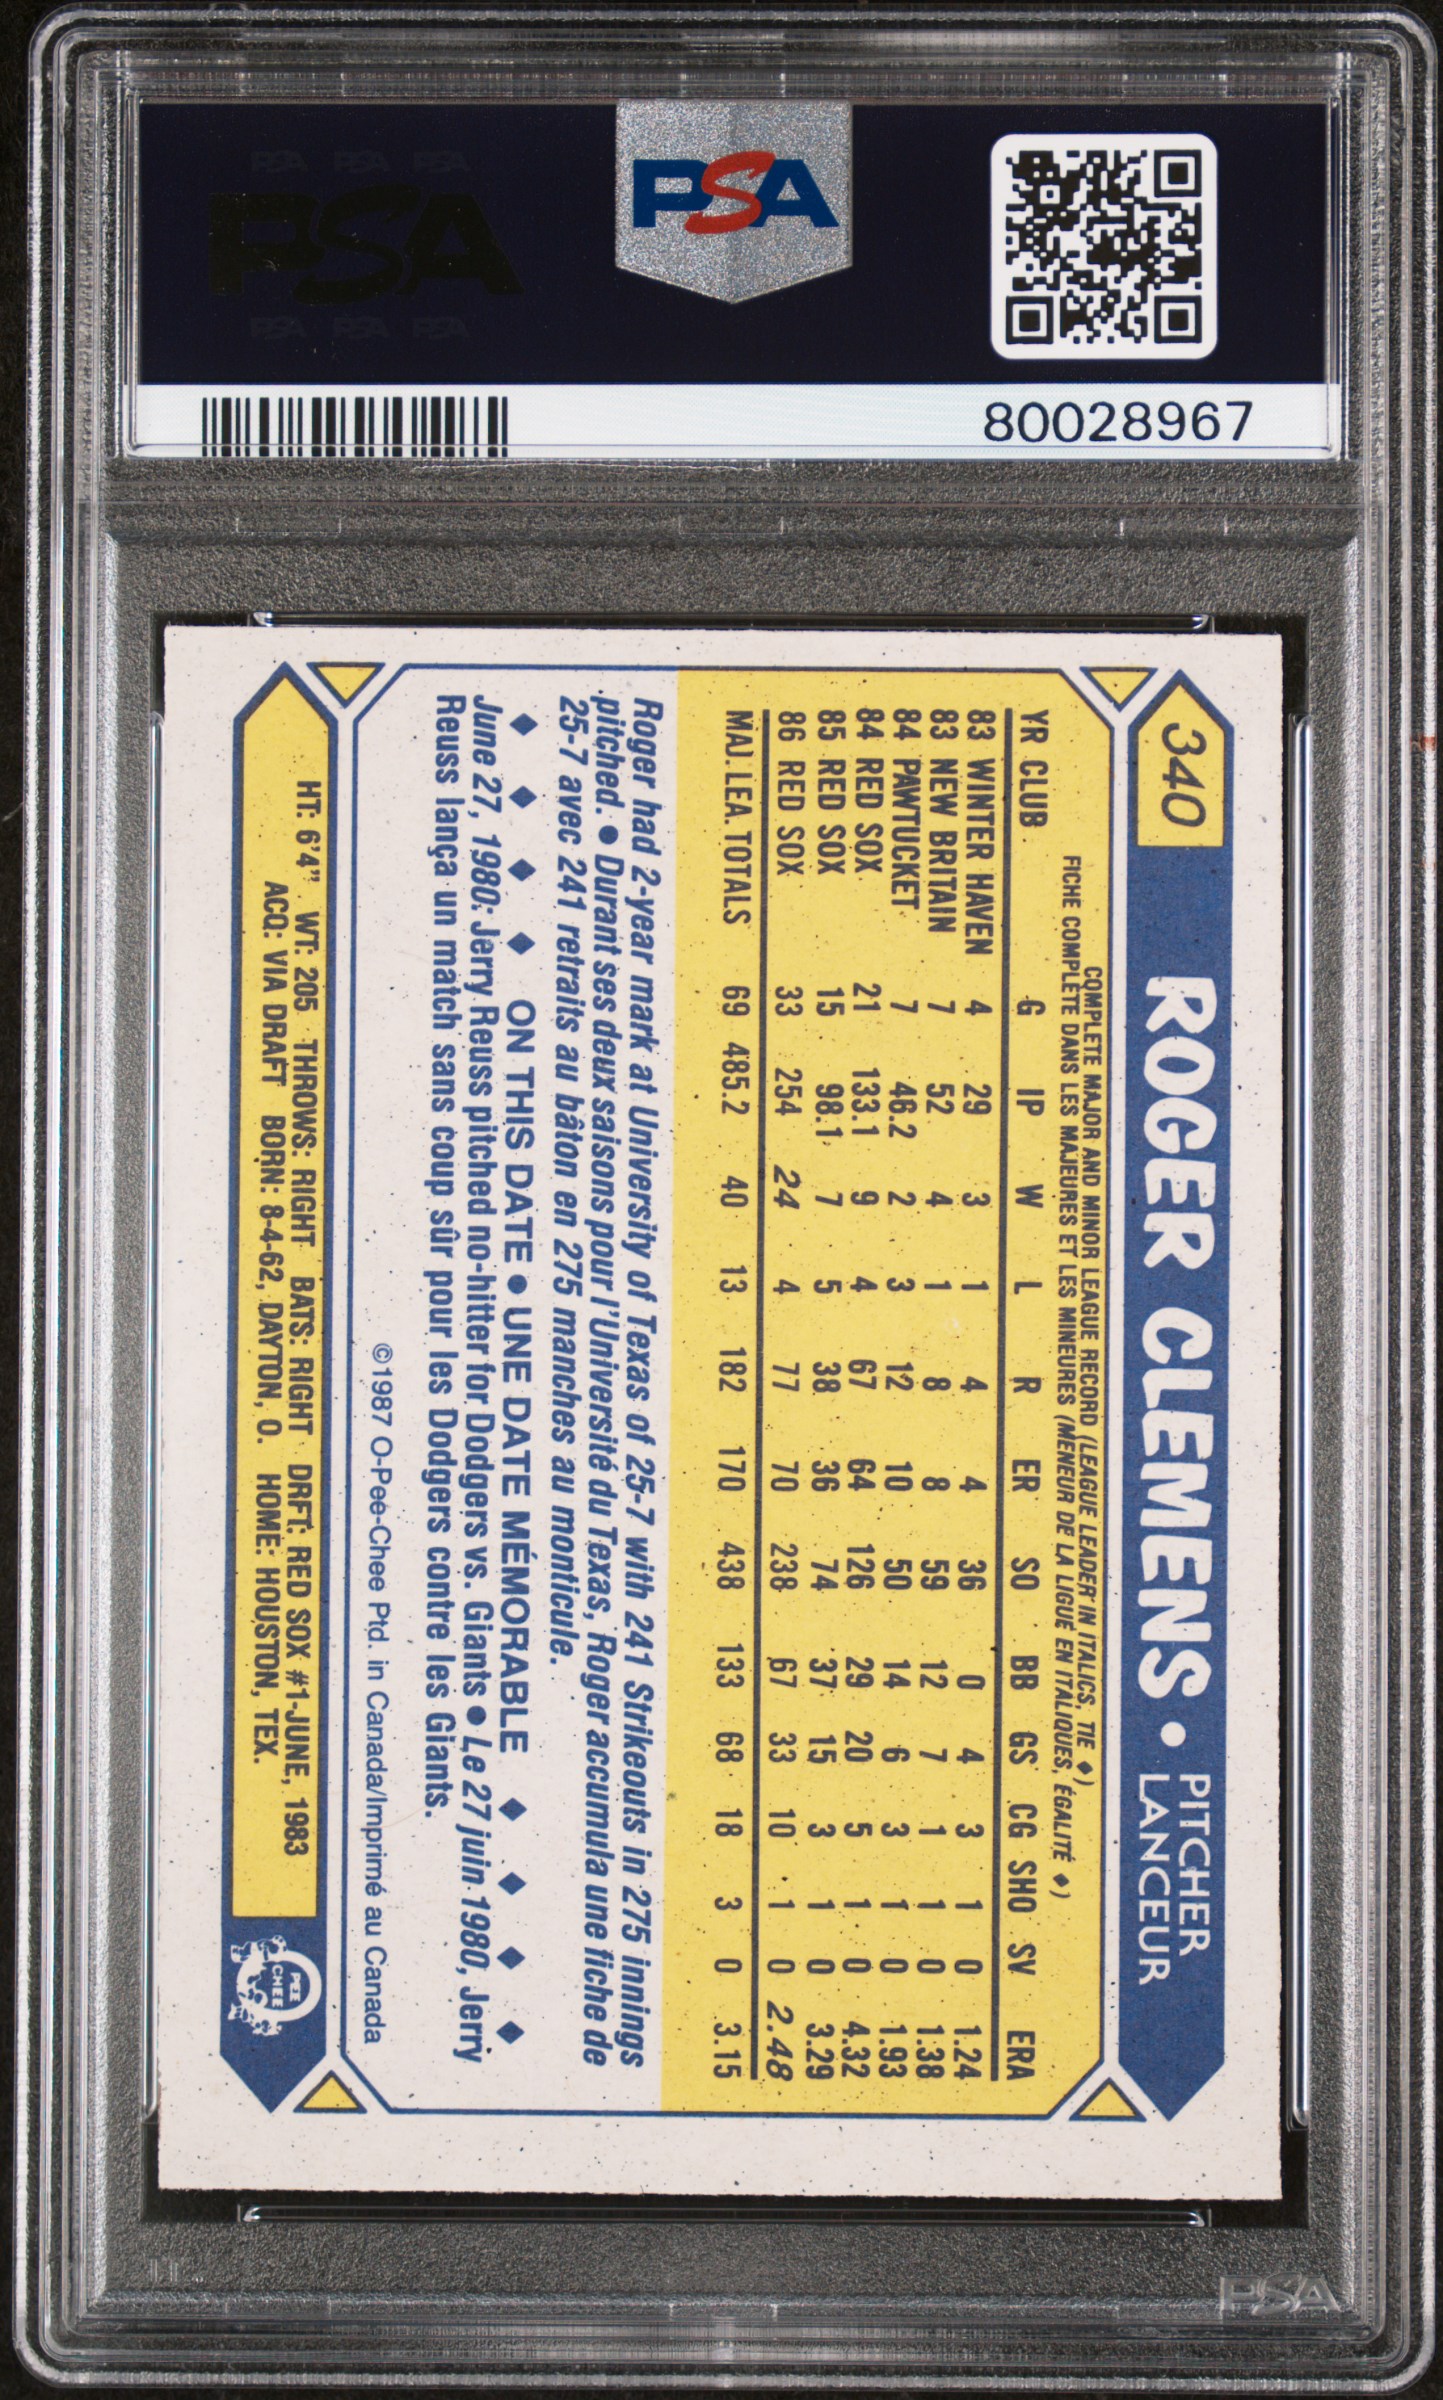 PSA PSA PSA
PSA
PSA PSA PSA
PSA
80028967
340 ROGER CLEMENS • PITCHER
LANCEUR
COMPLETE MAJOR AND MINOR LEAGUE RECORD (LEAGUE LEADER IN ITALICS, TIE ♦)
FICHE COMPLÈTE DANS LES MAJEURES ET LES MINEURES (MENEUR DE LA LIGUE EN ITALIQUES, ÉGALITÉ ♦)
YR CLUB G IP W L R ER SO BB GS CG SHO SV ERA
83 WINTER HAVEN 4 29 3 1 4 4 36 0 4 3 1 0 1.24
83 NEW BRITAIN 7 52 4 1 8 8 59 12 7 1 1 0 1.38
84 PAWTUCKET 7 46.2 2 3 12 10 50 14 6 3 1 0 1.93
84 RED SOX 21 133.1 9 4 67 64 126 29 20 5 1 0 4.32
85 RED SOX 15 98.1 7 5 38 36 74 37 15 3 1 0 3.29
86 RED SOX 33 254 24 4 77 70 238 67 33 10 1 0 2.48
MAJ. LEA. TOTALS 69 485.2 40 13 182 170 438 133 68 18 3 0 3.15
Roger had 2-year mark at University of Texas of 25-7 with 241 Strikeouts in 275 innings
pitched. • Durant ses deux saisons pour l'Université du Texas, Roger accumula une fiche de
25-7 avec 241 retraits au bâton en 275 manches au monticule.
♦ ♦ ♦ ♦ ON THIS DATE • UNE DATE MÉMORABLE ♦ ♦ ♦ ♦
June 27, 1980: Jerry Reuss pitched no-hitter for Dodgers vs. Giants • Le 27 juin 1980, Jerry
Reuss lança un match sans coup sûr pour les Dodgers contre les Giants.
©1987 O-Pee-Chee Ptd. in Canada/Imprimé au Canada
HT: 6'4" WT: 205 THROWS: RIGHT BATS: RIGHT DRFT: RED SOX #1-JUNE, 1983
ACQ: VIA DRAFT BORN: 8-4-62, DAYTON, O. HOME: HOUSTON, TEX.
O PEE CHEE
PSA